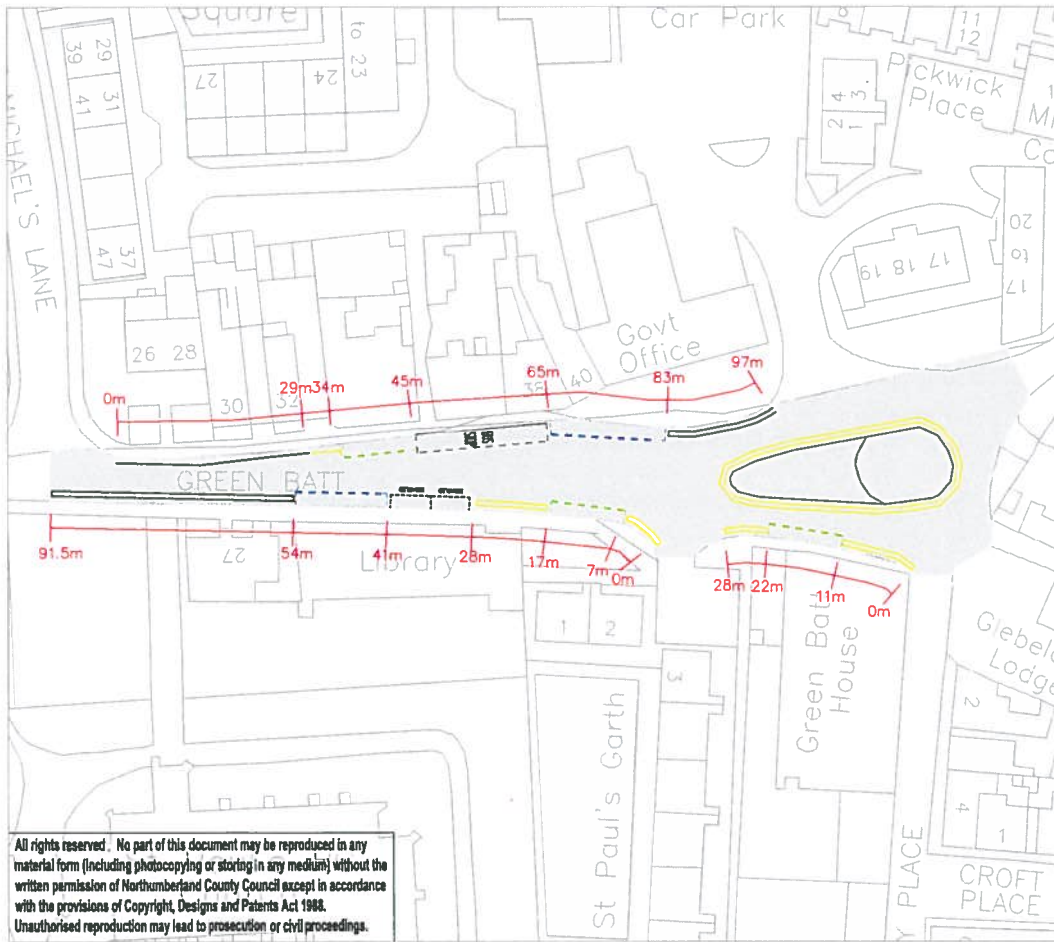 Square
to 23
Car Park
11
12
29
39
31
41
27
24
Pickwick
Place
2 4
1 3.
MICHAEL'S LANE
37
47
20
to
17
19 18 17
26 28
30
32
38
40
Govt
Office
0m
29m
34m
45m
65m
83m
97m
GREEN BATT
91.5m
54m
41m
28m
17m
7m
0m
27
Library
28m
22m
11m
0m
1
2
3
St Paul's Garth
Green Batt
House
Lodge
2
4
1
PLACE
CROFT
PLACE
All rights reserved. No part of this document may be reproduced in any
material form (including photocopying or storing in any medium) without the
written permission of Northumberland County Council except in accordance
with the provisions of Copyright, Designs and Patents Act 1988.
Unauthorised reproduction may lead to prosecution or civil proceedings.